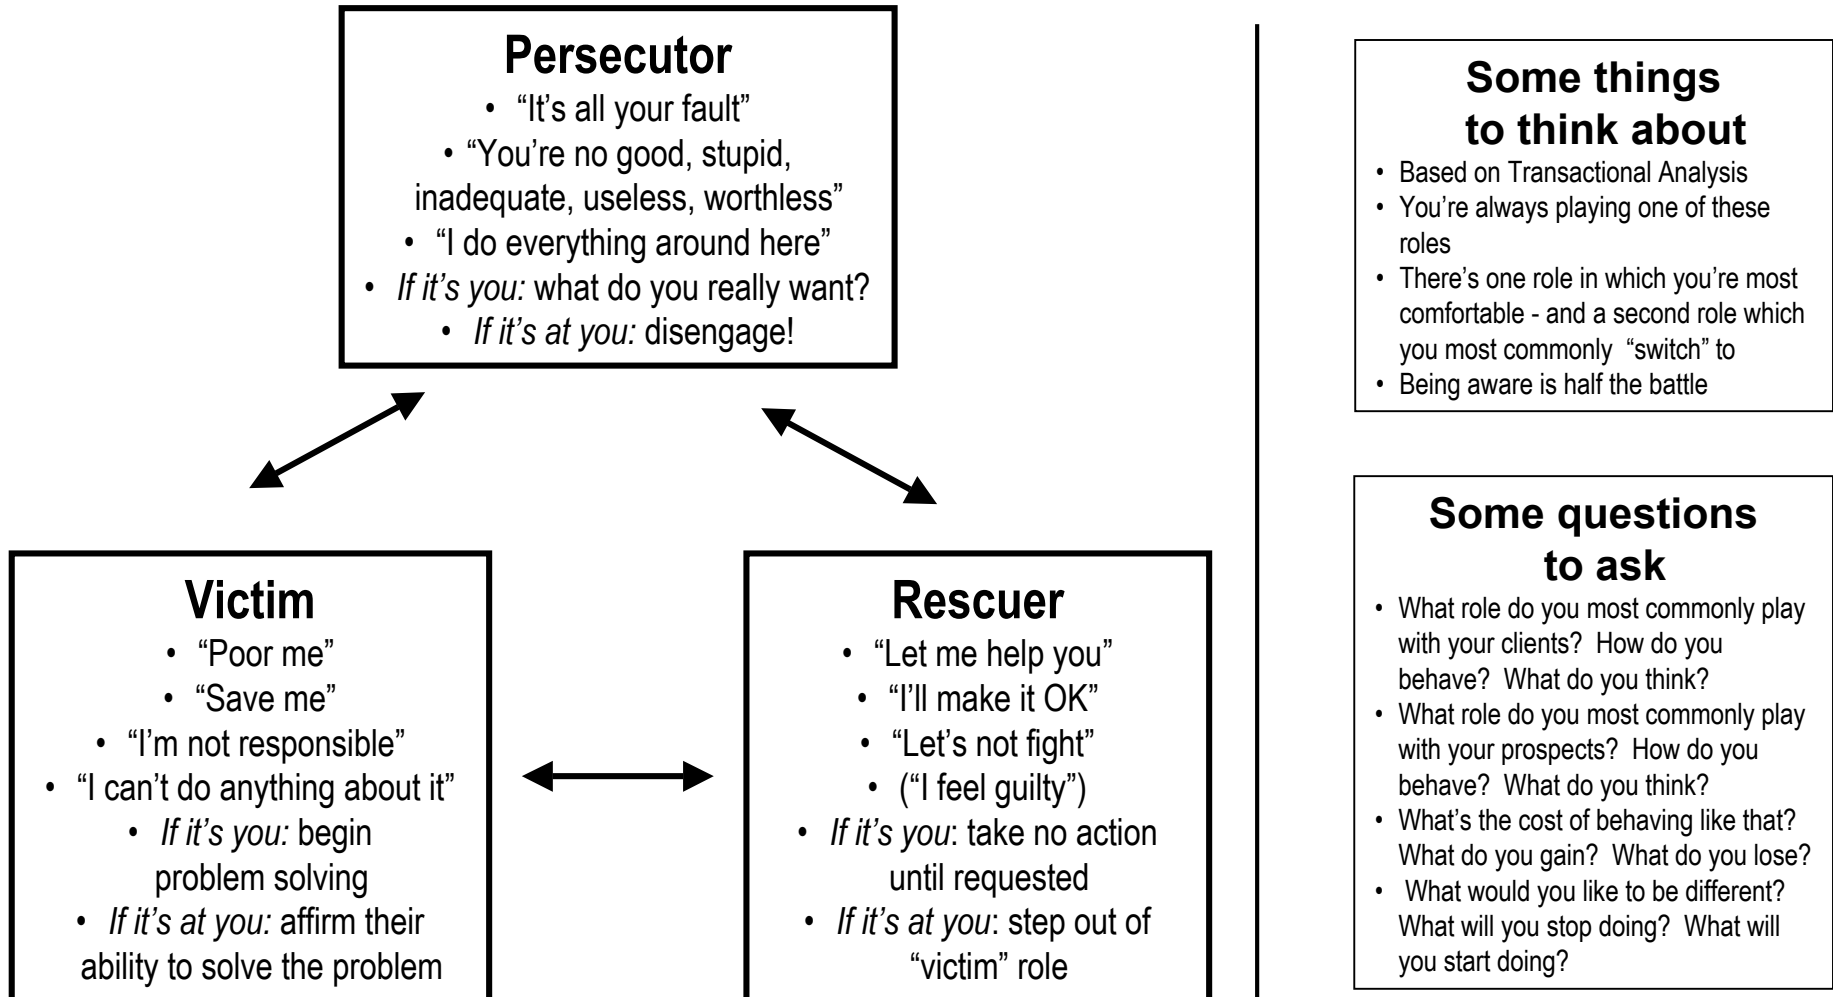 Persecutor
• “It’s all your fault”
• “You’re no good, stupid,
inadequate, useless, worthless”
• “I do everything around here”
• If it’s you: what do you really want?
• If it’s at you: disengage!
Victim
• “Poor me”
• “Save me”
• “I’m not responsible”
• “I can’t do anything about it”
• If it’s you: begin
problem solving
• If it’s at you: affirm their
ability to solve the problem
Rescuer
• “Let me help you”
• “I’ll make it OK”
• “Let’s not fight”
• (“I feel guilty”)
• If it’s you: take no action
until requested
• If it’s at you: step out of
“victim” role
Some things
to think about
• Based on Transactional Analysis
• You’re always playing one of these
roles
• There’s one role in which you’re most
comfortable - and a second role which
you most commonly “switch” to
• Being aware is half the battle
Some questions
to ask
• What role do you most commonly play
with your clients? How do you
behave? What do you think?
• What role do you most commonly play
with your prospects? How do you
behave? What do you think?
• What’s the cost of behaving like that?
What do you gain? What do you lose?
• What would you like to be different?
What will you stop doing? What will
you start doing?